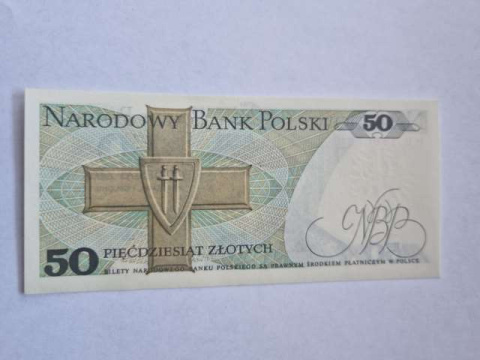 NARODOWY BANK POLSKI
50
NBP
50 PIĘĆDZIESIĄT ZŁOTYCH
BILETY NARODOWEGO BANKU POLSKIEGO SĄ PRAWNYM ŚRODKIEM PŁATNICZYM W POLSCE